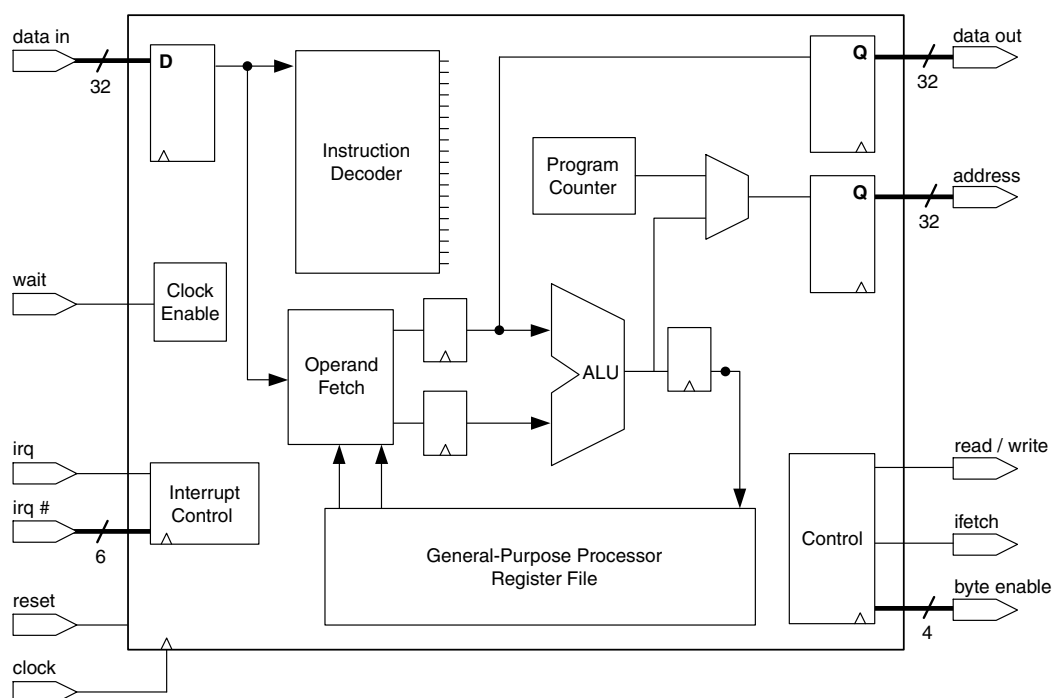 data in
32
D
Instruction
Decoder
Q
data out
32
Program
Counter
Q
address
32
wait
Clock
Enable
Operand
Fetch
ALU
irq
irq #
6
Interrupt
Control
General-Purpose Processor
Register File
Control
read / write
ifetch
byte enable
4
reset
clock